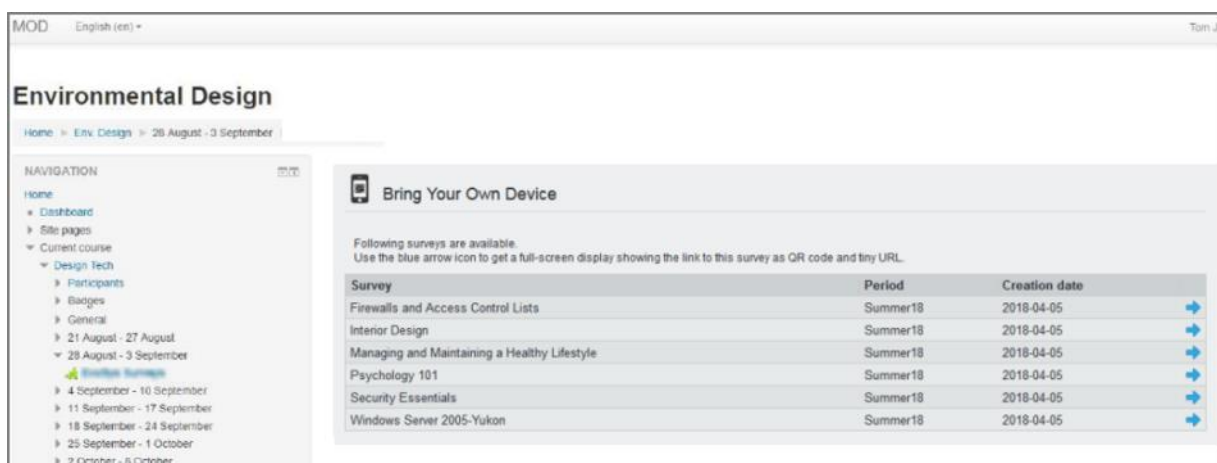 MOD English (en)
Tom J
Environmental Design
Home Env. Design 28 August - 3 September
NAVIGATION
Home
Dashboard
Site pages
Current course
Design Tech
Participants
Badges
General
21 August - 27 August
28 August - 3 September
4 September - 10 September
11 September - 17 September
18 September - 24 September
25 September - 1 October
2 October - 8 October
Bring Your Own Device
Following surveys are available.
Use the blue arrow icon to get a full-screen display showing the link to this survey as QR code and tiny URL.
Survey Period Creation date
Firewalls and Access Control Lists Summer18 2018-04-05
Interior Design Summer18 2018-04-05
Managing and Maintaining a Healthy Lifestyle Summer18 2018-04-05
Psychology 101 Summer18 2018-04-05
Security Essentials Summer18 2018-04-05
Windows Server 2005-Yukon Summer18 2018-04-05